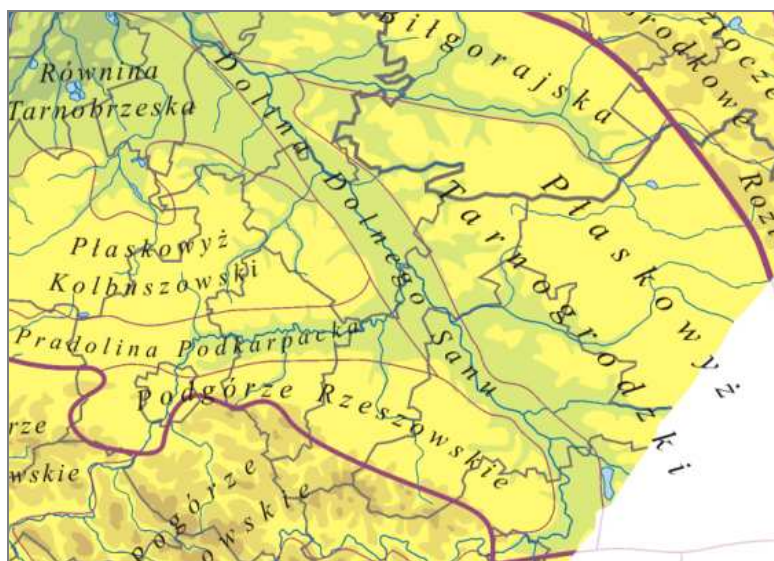 Biłgorajska
Równina
Tarnobrzeska
Dolina Dolnego Sanu
Płaskowyż
Tarnogrodzki
Płaskowyż
Kolbuszowski
Pradolina Podkarpacka
Podgórze Rzeszowskie